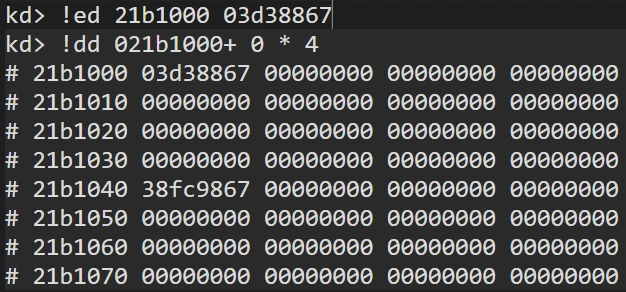 kd> !ed 21b1000 03d38867
kd> !dd 021b1000+ 0 * 4
# 21b1000 03d38867 00000000 00000000 00000000
# 21b1010 00000000 00000000 00000000 00000000
# 21b1020 00000000 00000000 00000000 00000000
# 21b1030 00000000 00000000 00000000 00000000
# 21b1040 38fc9867 00000000 00000000 00000000
# 21b1050 00000000 00000000 00000000 00000000
# 21b1060 00000000 00000000 00000000 00000000
# 21b1070 00000000 00000000 00000000 00000000